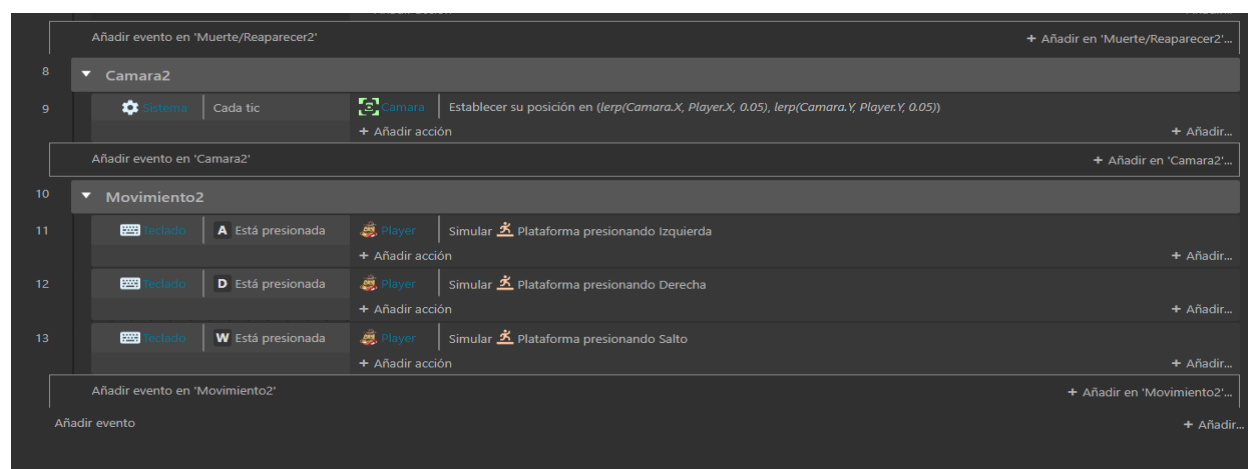 Añadir evento en 'Muerte/Reaparecer2' + Añadir en 'Muerte/Reaparecer2'...
8 Camara2
9 Sistema Cada tic Camara Establecer su posición en (lerp(Camara.X, Player.X, 0.05), lerp(Camara.Y, Player.Y, 0.05))
+ Añadir acción + Añadir...
Añadir evento en 'Camara2' + Añadir en 'Camara2'...
10 Movimiento2
11 Teclado A Está presionada Player Simular Plataforma presionando Izquierda
+ Añadir acción + Añadir...
12 Teclado D Está presionada Player Simular Plataforma presionando Derecha
+ Añadir acción + Añadir...
13 Teclado W Está presionada Player Simular Plataforma presionando Salto
+ Añadir acción + Añadir...
Añadir evento en 'Movimiento2' + Añadir en 'Movimiento2'...
Añadir evento + Añadir...